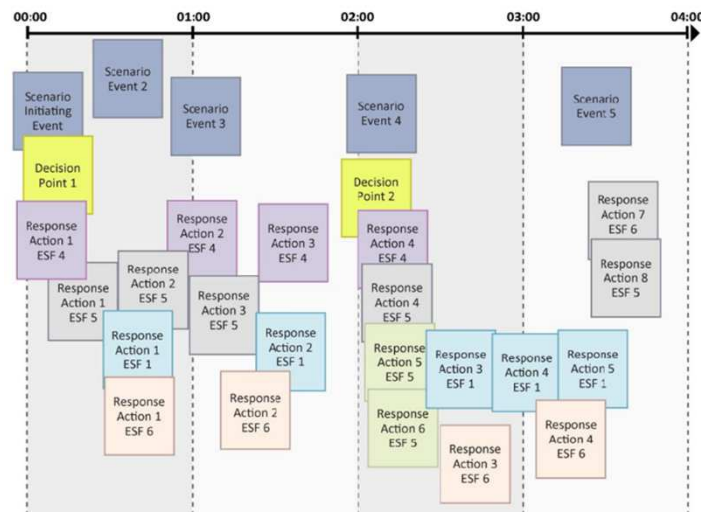 00:00 01:00 02:00 03:00 04:00
Scenario
Initiating
Event
Scenario
Event 2
Scenario
Event 3
Scenario
Event 4
Scenario
Event 5
Decision
Point 1
Decision
Point 2
Response
Action 1
ESF 4
Response
Action 2
ESF 4
Response
Action 3
ESF 4
Response
Action 4
ESF 4
Response
Action 7
ESF 6
Response
Action 1
ESF 5
Response
Action 2
ESF 5
Response
Action 3
ESF 5
Response
Action 4
ESF 5
Response
Action 8
ESF 5
Response
Action 1
ESF 1
Response
Action 2
ESF 1
Response
Action 5
ESF 5
Response
Action 3
ESF 1
Response
Action 4
ESF 1
Response
Action 5
ESF 1
Response
Action 1
ESF 6
Response
Action 2
ESF 6
Response
Action 6
ESF 5
Response
Action 3
ESF 6
Response
Action 4
ESF 6